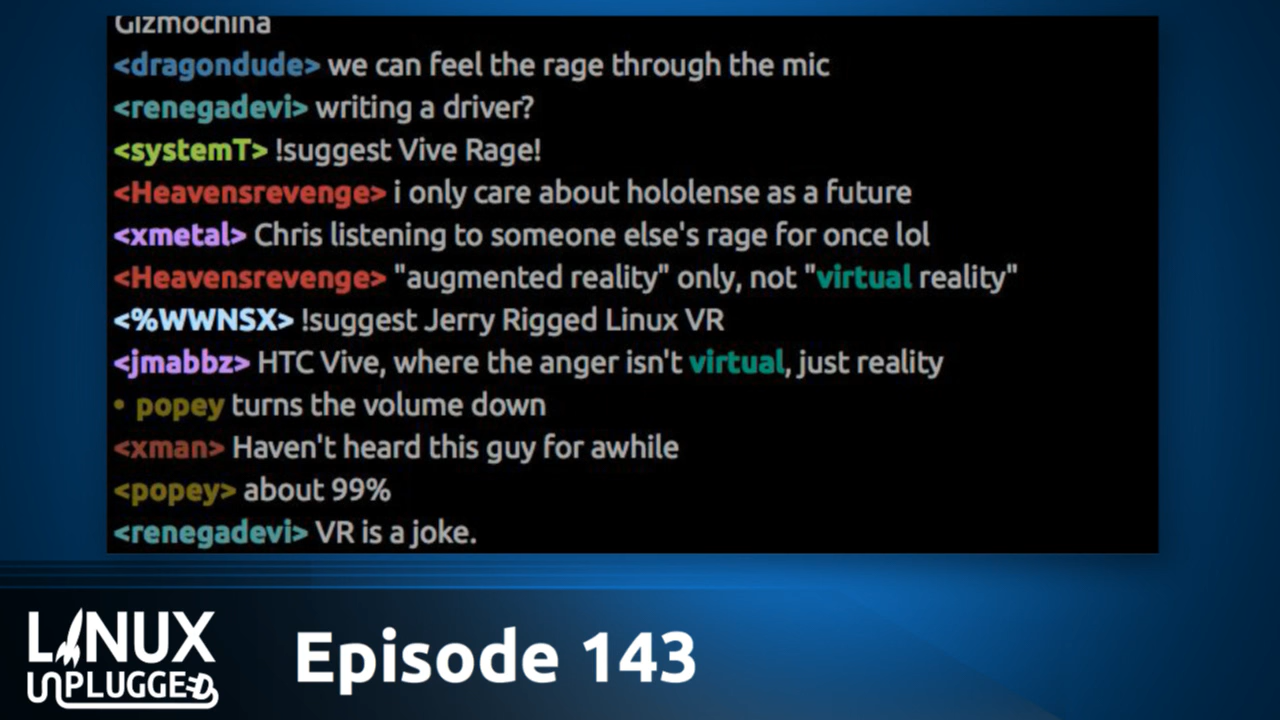 Gizmochina
<dragondude> we can feel the rage through the mic
<renegadevi> writing a driver?
<systemT> !suggest Vive Rage!
<Heavensrevenge> i only care about hololense as a future
<xmetal> Chris listening to someone else's rage for once lol
<Heavensrevenge> "augmented reality" only, not "virtual reality"
<%WWNSX> !suggest Jerry Rigged Linux VR
<jmabbz> HTC Vive, where the anger isn't virtual, just reality
• popey turns the volume down
<xman> Haven't heard this guy for awhile
<popey> about 99%
<renegadevi> VR is a joke.
LINUX
UNPLUGGED
Episode 143